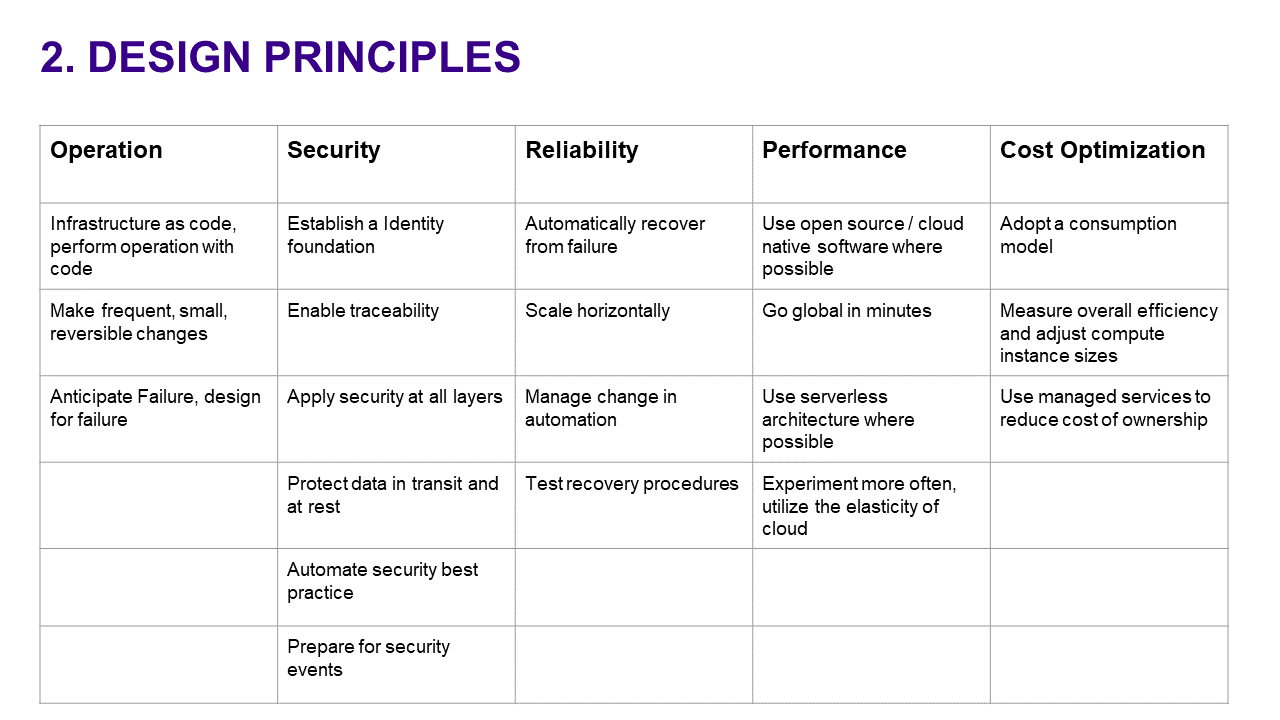 2. DESIGN PRINCIPLES
Operation
Security
Reliability
Performance
Cost Optimization
Infrastructure as code,
perform operation with
code
Establish a Identity
foundation
Automatically recover
from failure
Use open source / cloud
native software where
possible
Adopt a consumption
model
Make frequent, small,
reversible changes
Enable traceability
Scale horizontally
Go global in minutes
Measure overall efficiency
and adjust compute
instance sizes
Anticipate Failure, design
for failure
Apply security at all layers
Manage change in
automation
Use serverless
architecture where
possible
Use managed services to
reduce cost of ownership
Protect data in transit and
at rest
Test recovery procedures
Experiment more often,
utilize the elasticity of
cloud
Automate security best
practice
Prepare for security
events